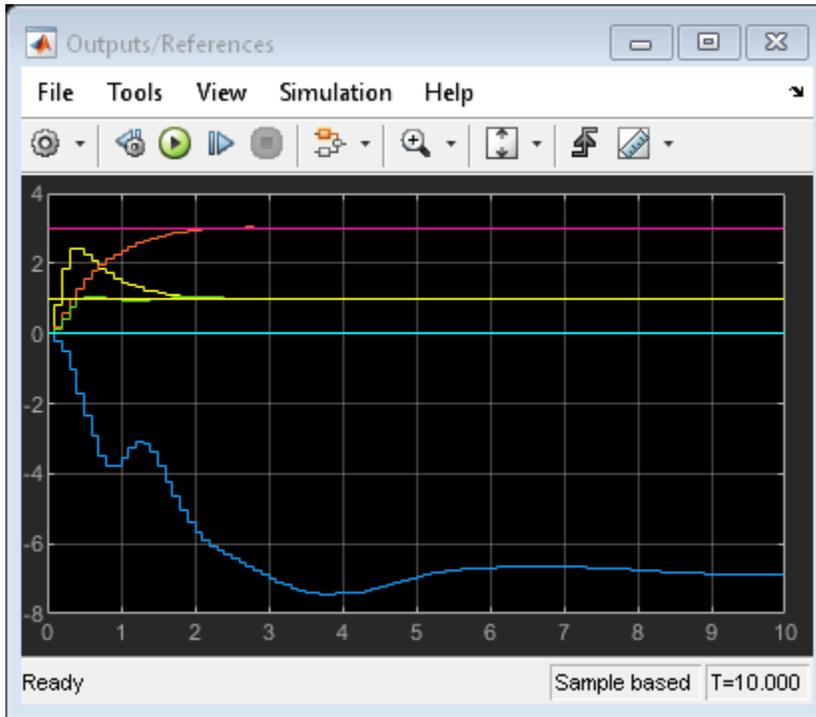 Outputs/References
File Tools View Simulation Help
4
2
0
-2
-4
-6
-8
0 1 2 3 4 5 6 7 8 9 10
Ready Sample based T=10.000